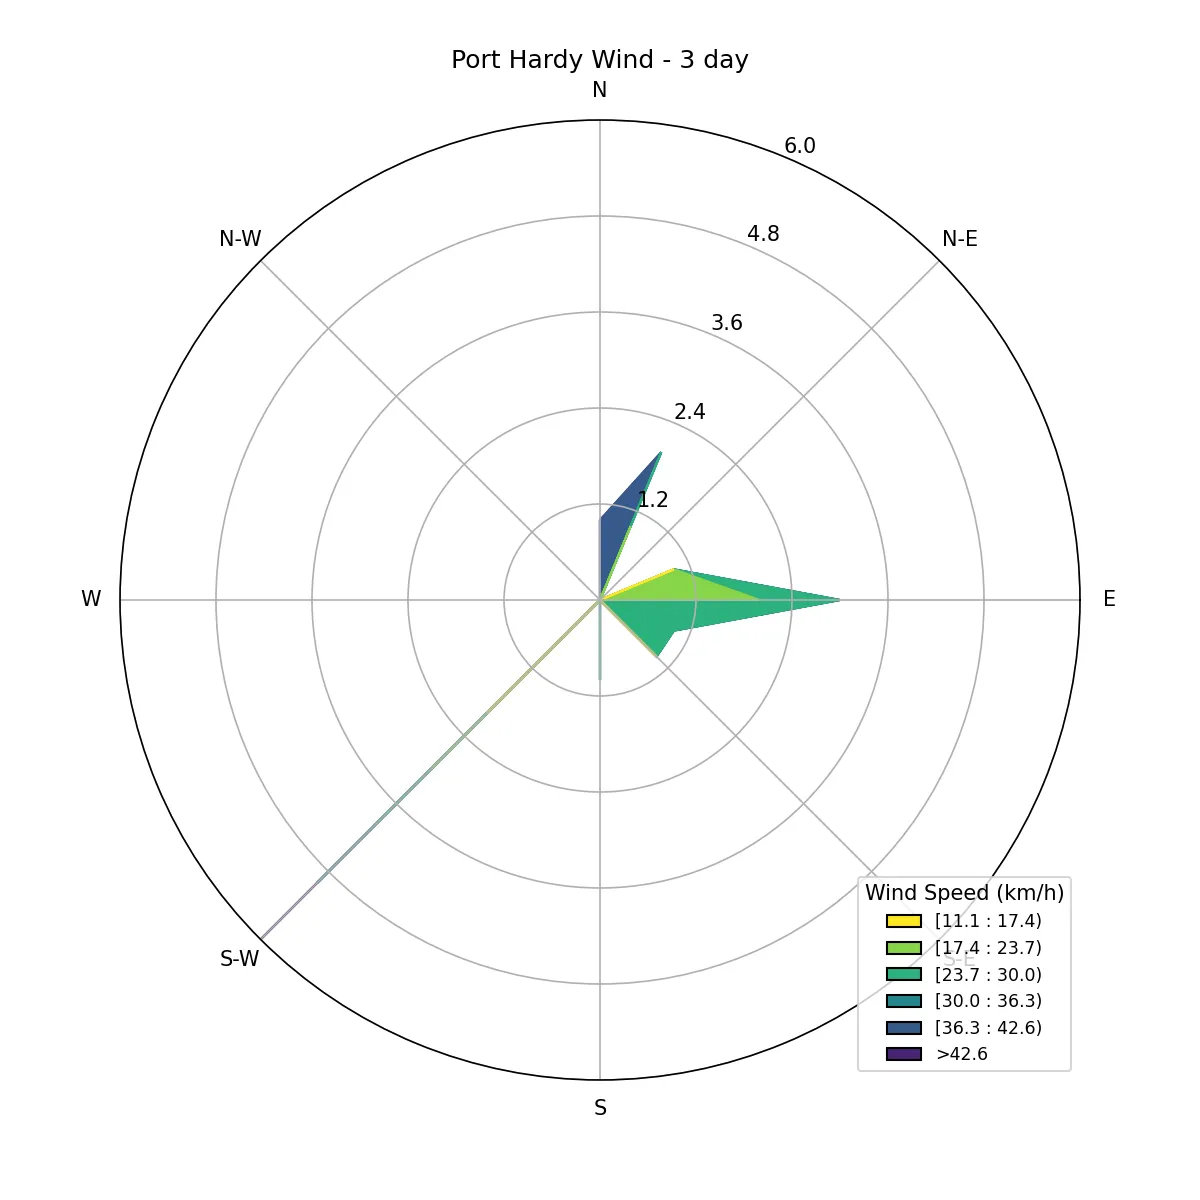 Port Hardy Wind - 3 day
N
6.0
4.8
N-W
N-E
3.6
2.4
1.2
W
E
Wind Speed (km/h)
[11.1 : 17.4)
[17.4 : 23.7)
S-W
S-E
[23.7 : 30.0)
[30.0 : 36.3)
[36.3 : 42.6)
>42.6
S